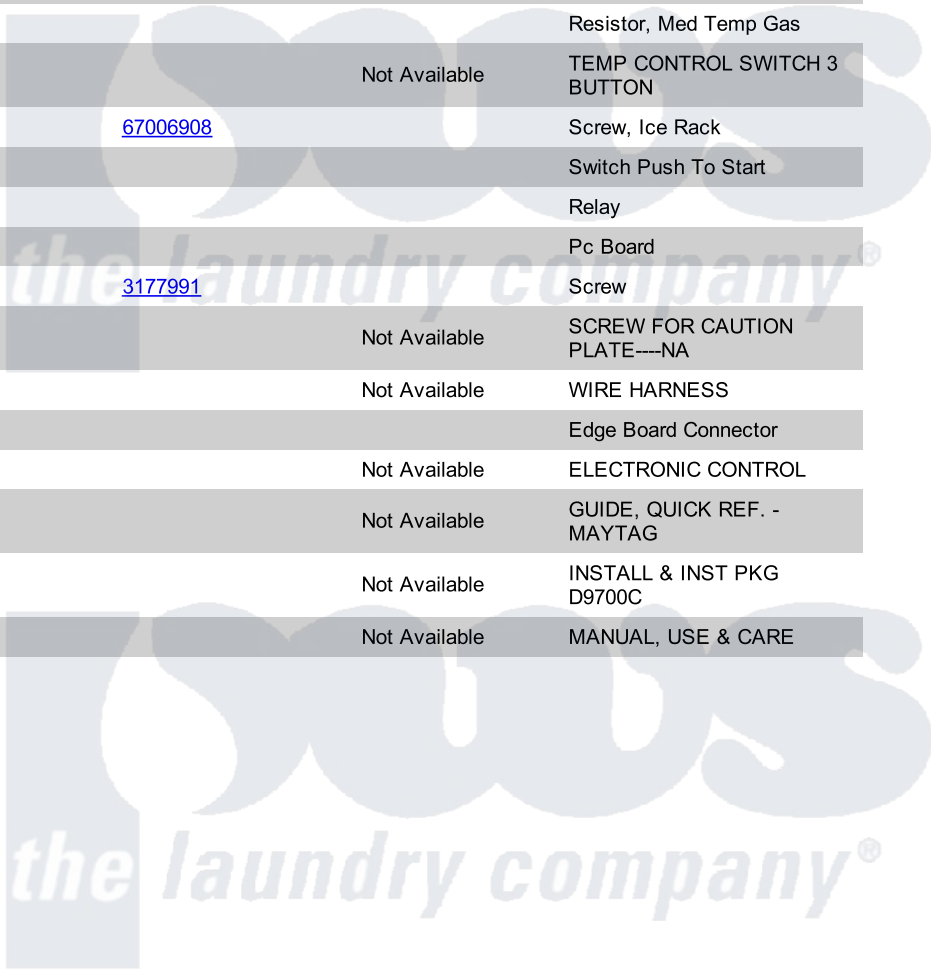 Resistor, Med Temp Gas
Not Available TEMP CONTROL SWITCH 3
BUTTON
67006908 Screw, Ice Rack
Switch Push To Start
Relay
Pc Board
3177991 Screw
Not Available SCREW FOR CAUTION
PLATE----NA
Not Available WIRE HARNESS
Edge Board Connector
Not Available ELECTRONIC CONTROL
Not Available GUIDE, QUICK REF. -
MAYTAG
Not Available INSTALL & INST PKG
D9700C
Not Available MANUAL, USE & CARE
pws
the laundry company®
pws
the laundry company®